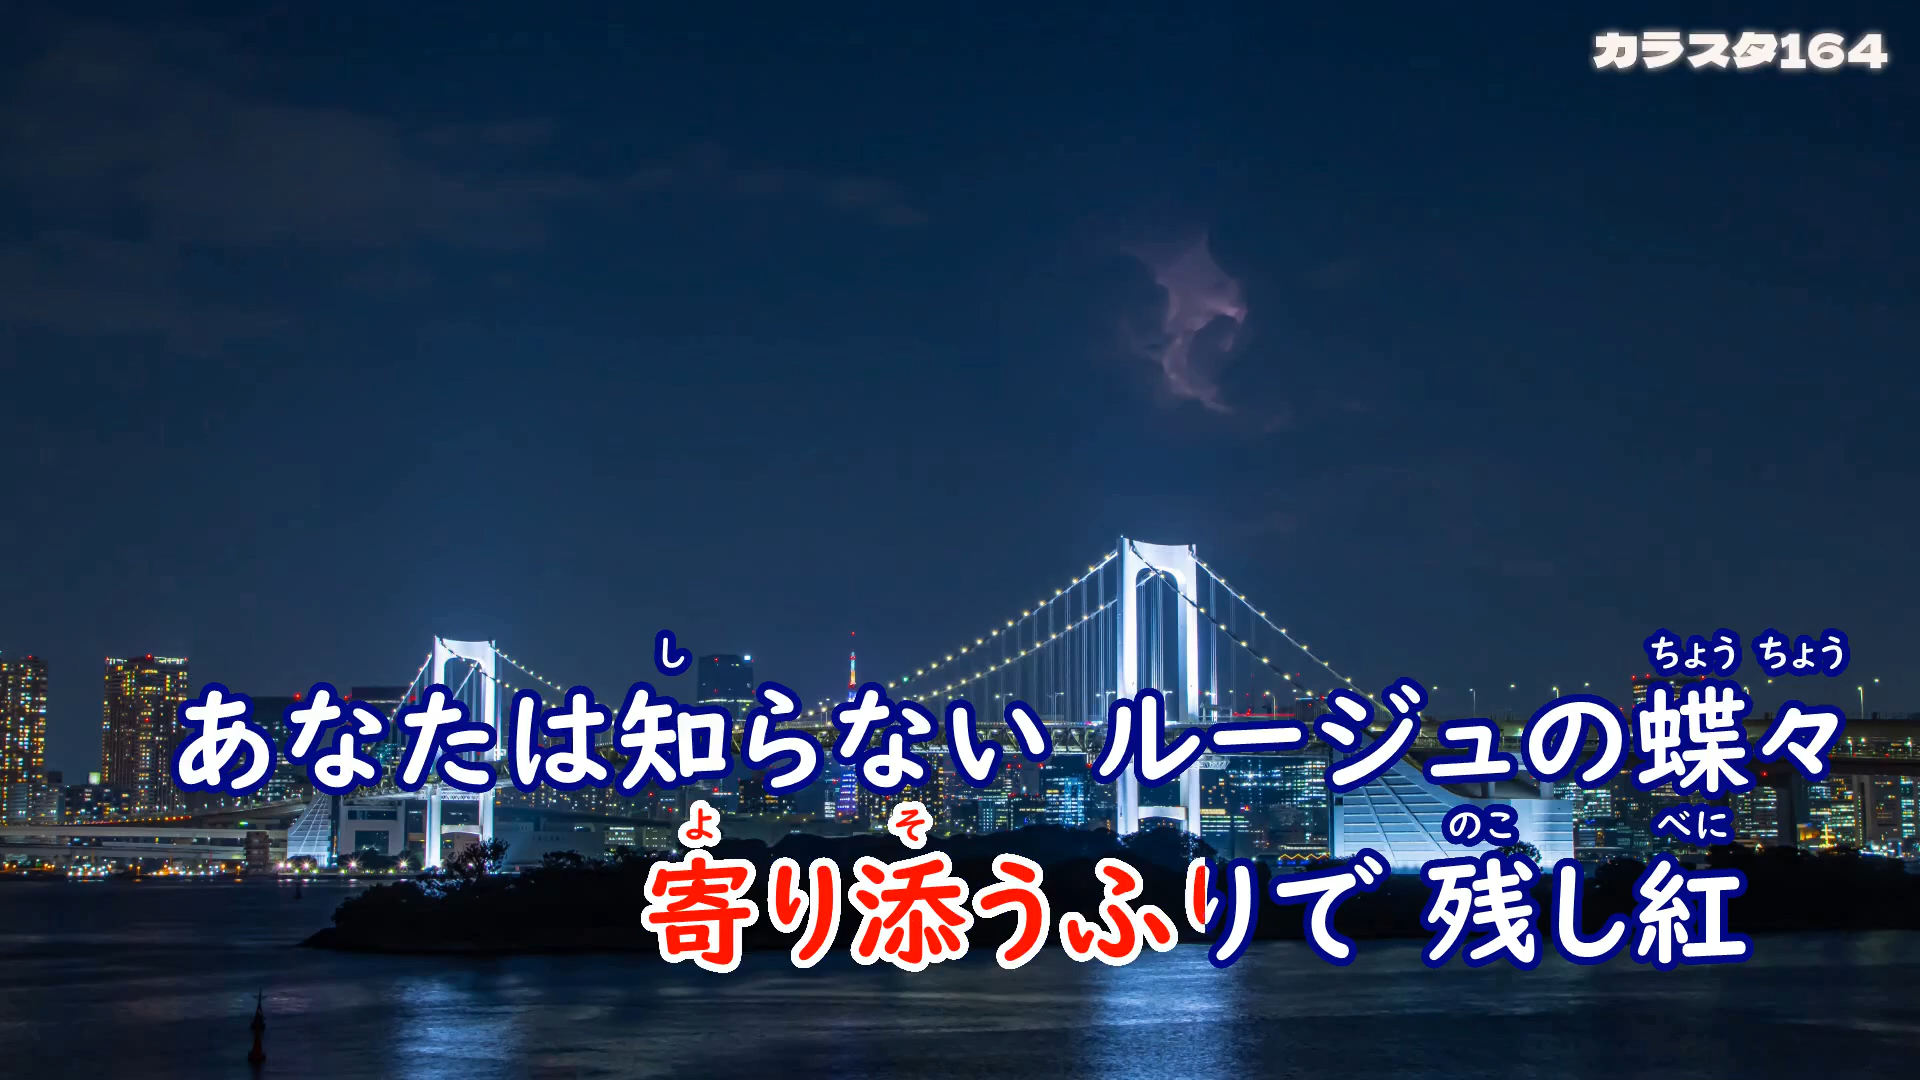 カラスタ164
あなたは知らない ルージュの蝶々
寄り添うふりで 残し紅
し
ちょう ちょう
よ
そ
のこ
べに